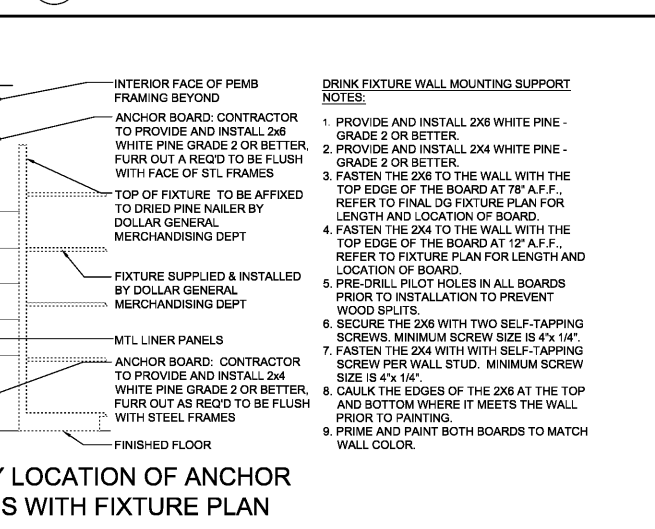 INTERIOR FACE OF PEMB
FRAMING BEYOND
ANCHOR BOARD: CONTRACTOR
TO PROVIDE AND INSTALL 2x6
WHITE PINE GRADE 2 OR BETTER,
FURR OUT A REQ'D TO BE FLUSH
WITH FACE OF STL FRAMES
TOP OF FIXTURE TO BE AFFIXED
TO DRIED PINE NAILER BY
DOLLAR GENERAL
MERCHANDISING DEPT
FIXTURE SUPPLIED & INSTALLED
BY DOLLAR GENERAL
MERCHANDISING DEPT
MTL LINER PANELS
ANCHOR BOARD: CONTRACTOR
TO PROVIDE AND INSTALL 2x4
WHITE PINE GRADE 2 OR BETTER,
FURR OUT AS REQ'D TO BE FLUSH
WITH STEEL FRAMES
FINISHED FLOOR
Y LOCATION OF ANCHOR
S WITH FIXTURE PLAN
DRINK FIXTURE WALL MOUNTING SUPPORT
NOTES:
1. PROVIDE AND INSTALL 2X6 WHITE PINE -
GRADE 2 OR BETTER.
2. PROVIDE AND INSTALL 2X4 WHITE PINE -
GRADE 2 OR BETTER.
3. FASTEN THE 2X6 TO THE WALL WITH THE
TOP EDGE OF THE BOARD AT 78" A.F.F.,
REFER TO FINAL DG FIXTURE PLAN FOR
LENGTH AND LOCATION OF BOARD.
4. FASTEN THE 2X4 TO THE WALL WITH THE
TOP EDGE OF THE BOARD AT 12" A.F.F.,
REFER TO FIXTURE PLAN FOR LENGTH AND
LOCATION OF BOARD.
5. PRE-DRILL PILOT HOLES IN ALL BOARDS
PRIOR TO INSTALLATION TO PREVENT
WOOD SPLITS.
6. SECURE THE 2X6 WITH TWO SELF-TAPPING
SCREWS. MINIMUM SCREW SIZE IS 4"x 1/4".
7. FASTEN THE 2X4 WITH WITH SELF-TAPPING
SCREW PER WALL STUD. MINIMUM SCREW
SIZE IS 4"x 1/4".
8. CAULK THE EDGES OF THE 2X6 AT THE TOP
AND BOTTOM WHERE IT MEETS THE WALL
PRIOR TO PAINTING.
9. PRIME AND PAINT BOTH BOARDS TO MATCH
WALL COLOR.